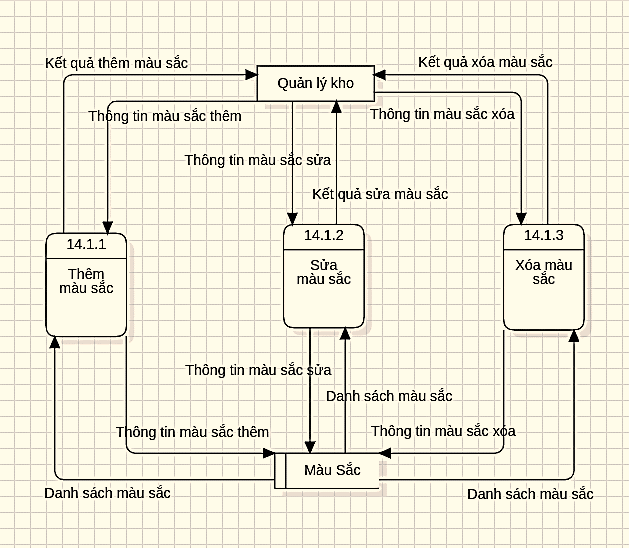 Kết quả thêm màu sắc
Kết quả xóa màu sắc
Quản lý kho
Thông tin màu sắc thêm
Thông tin màu sắc xóa
Thông tin màu sắc sửa
Kết quả sửa màu sắc
14.1.1
Thêm
màu sắc
14.1.2
Sửa
màu sắc
14.1.3
Xóa màu
sắc
Thông tin màu sắc sửa
Danh sách màu sắc
Thông tin màu sắc thêm
Thông tin màu sắc xóa
Màu Sắc
Danh sách màu sắc
Danh sách màu sắc